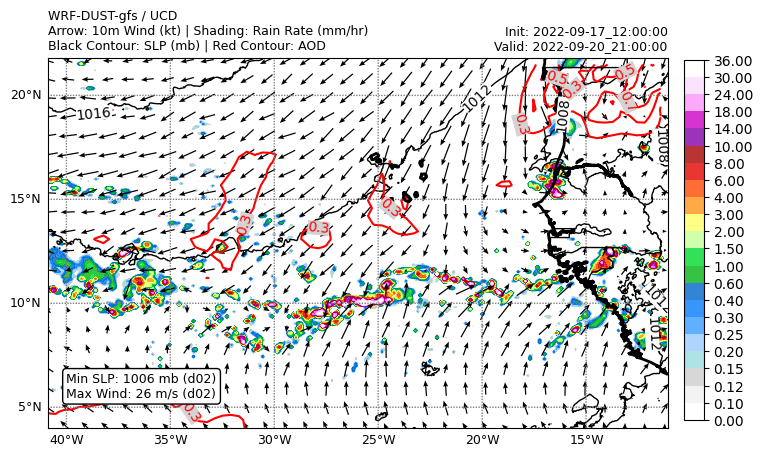 WRF-DUST-gfs / UCD
Arrow: 10m Wind (kt) | Shading: Rain Rate (mm/hr)
Black Contour: SLP (mb) | Red Contour: AOD
Init: 2022-09-17_12:00:00
Valid: 2022-09-20_21:00:00
20°N
15°N
10°N
5°N
40°W
35°W
30°W
25°W
20°W
15°W
1016
1012
1008
1008
0.5
0.5
0.3
0.3
0.3
0.3
0.3
0.3
Min SLP: 1006 mb (d02)
Max Wind: 26 m/s (d02)
36.00
30.00
24.00
18.00
14.00
10.00
8.00
6.00
4.00
3.00
2.00
1.50
1.00
0.60
0.40
0.30
0.25
0.20
0.15
0.12
0.10
0.00